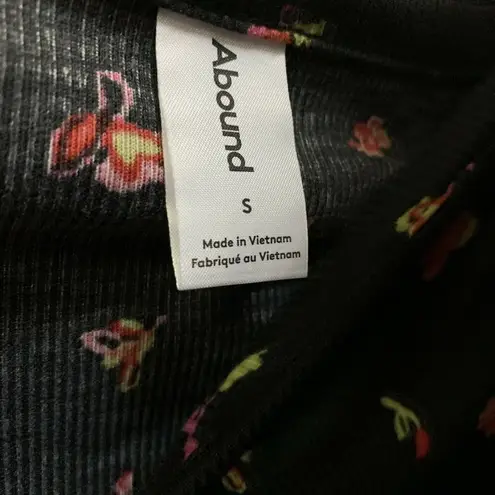 Abound
S
Made in Vietnam
Fabriqué au Vietnam